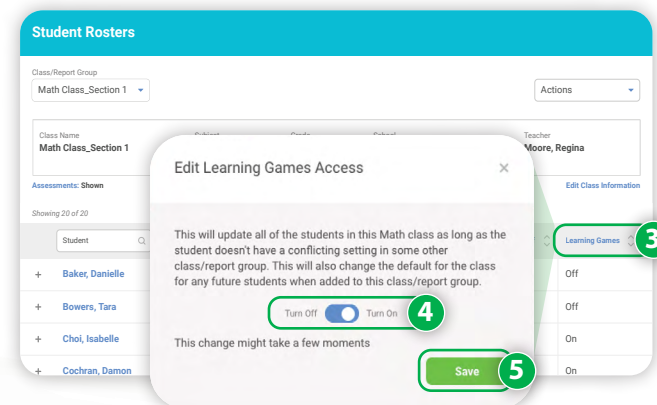 Student Rosters
Class/Report Group
Math Class_Section 1
Actions
Class Name
Subject
Grade
School
Teacher
Math Class_Section 1
Moore, Regina
Assessments: Shown
Edit Class Information
Showing 20 of 20
Student
Learning Games
3
+ Baker, Danielle
Off
+ Bowers, Tara
Off
+ Choi, Isabelle
On
+ Cochran, Damon
On
Edit Learning Games Access
×
This will update all of the students in this Math class as long as the
student doesn't have a conflicting setting in some other
class/report group. This will also change the default for the class
for any future students when added to this class/report group.
Turn Off
Turn On
4
This change might take a few moments
Save
5